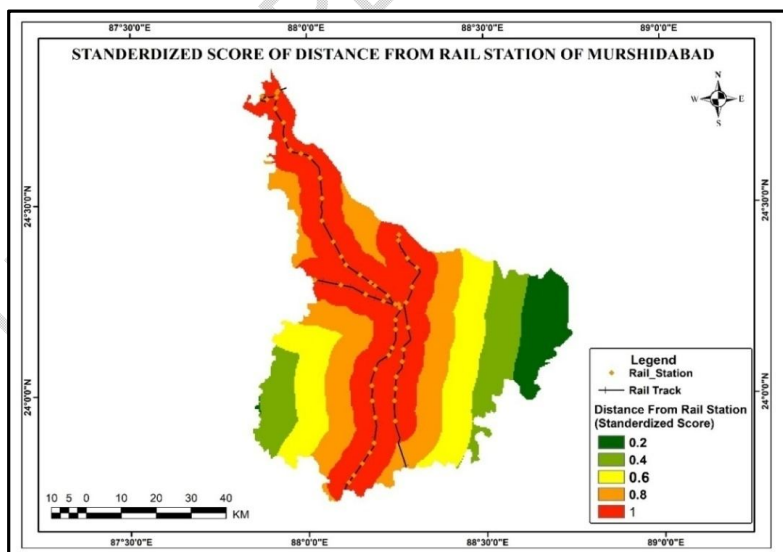 87°30'0"E 88°0'0"E 88°30'0"E 89°0'0"E
STANDERDIZED SCORE OF DISTANCE FROM RAIL STATION OF MURSHIDABAD
N
W E
S
24°30'0"N 24°30'0"N
24°0'0"N 24°0'0"N
Legend
Rail_Station
Rail Track
Distance From Rail Station
(Standerdized Score)
0.2
0.4
0.6
0.8
1
10 5 0 10 20 30 40
KM
87°30'0"E 88°0'0"E 88°30'0"E 89°0'0"E